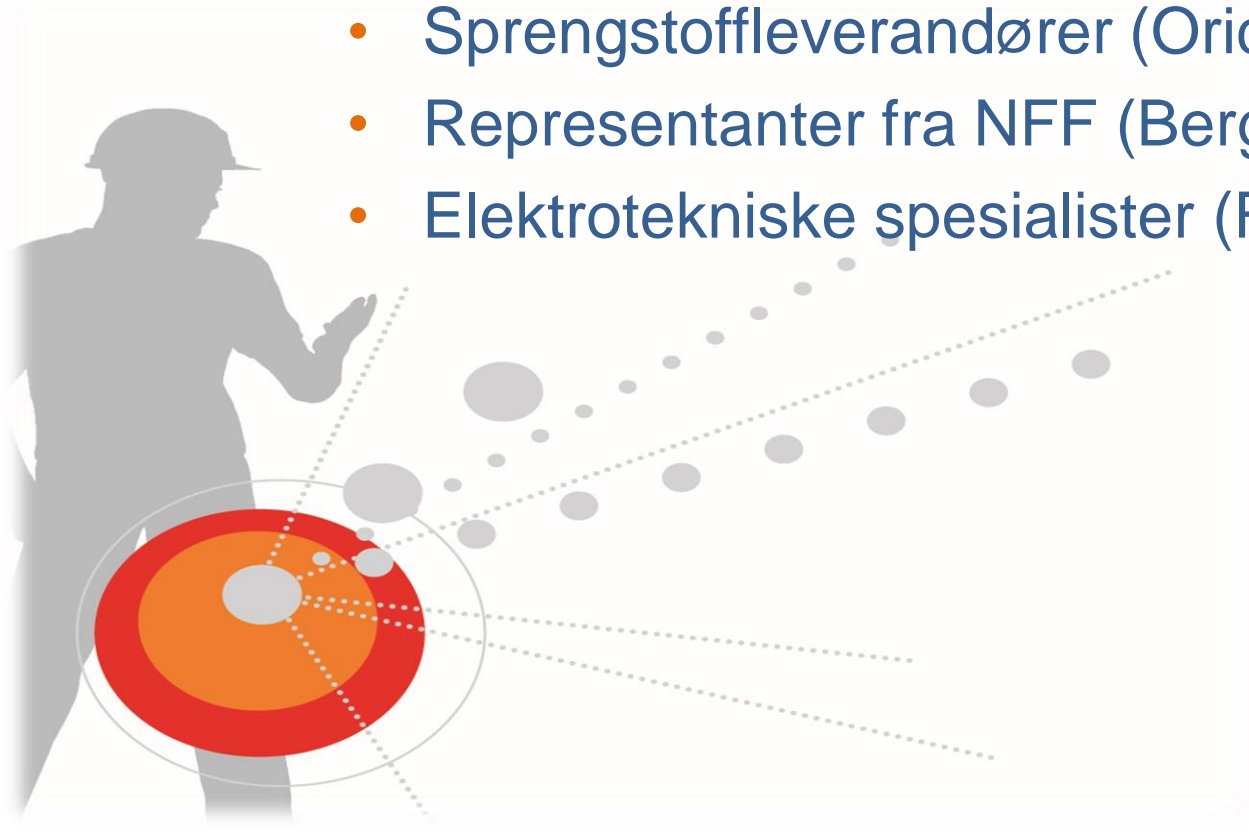 • Sprengstoffleverandører
• Representanter fra NFF
• Elektrotekniske spesialister